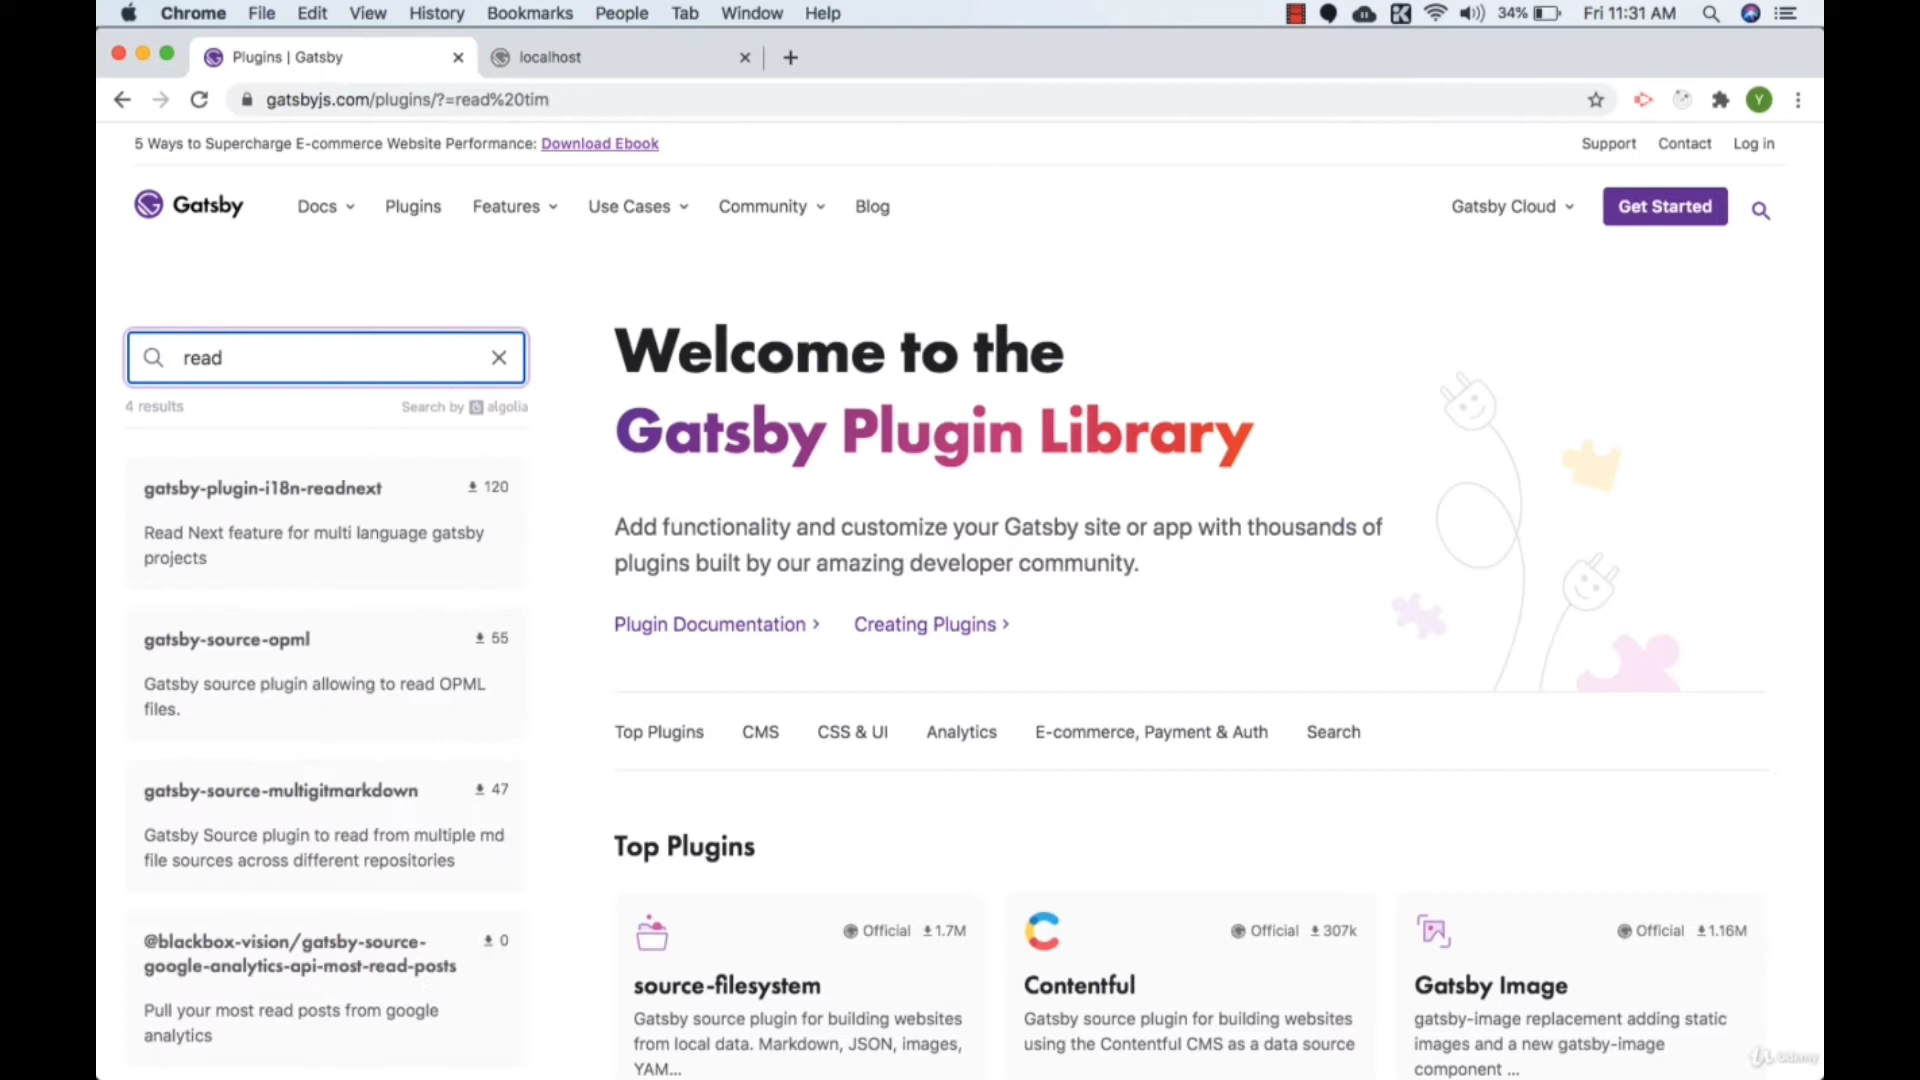 Chrome File Edit View History Bookmarks People Tab Window Help 34% Fri 11:31 AM
Plugins | Gatsby localhost
gatsbyjs.com/plugins/?=read%20tim Y
5 Ways to Supercharge E-commerce Website Performance: Download Ebook Support Contact Log in
Gatsby Docs Plugins Features Use Cases Community Blog Gatsby Cloud Get Started
read
4 results Search by algolia
gatsby-plugin-i18n-readnext 120
Read Next feature for multi language gatsby
projects
gatsby-source-opml 55
Gatsby source plugin allowing to read OPML
files.
gatsby-source-multigitmarkdown 47
Gatsby Source plugin to read from multiple md
file sources across different repositories
@blackbox-vision/gatsby-source-
google-analytics-api-most-read-posts 0
Pull your most read posts from google
analytics
Welcome to the
Gatsby Plugin Library
Add functionality and customize your Gatsby site or app with thousands of
plugins built by our amazing developer community.
Plugin Documentation › Creating Plugins ›
Top Plugins CMS CSS & UI Analytics E-commerce, Payment & Auth Search
Top Plugins
Official 1.7M
source-filesystem
Gatsby source plugin for building websites
from local data. Markdown, JSON, images,
YAM...
Official 307k
Contentful
Gatsby source plugin for building websites
using the Contentful CMS as a data source
Official 1.16M
Gatsby Image
gatsby-image replacement adding static
images and a new gatsby-image
component ...
Udemy